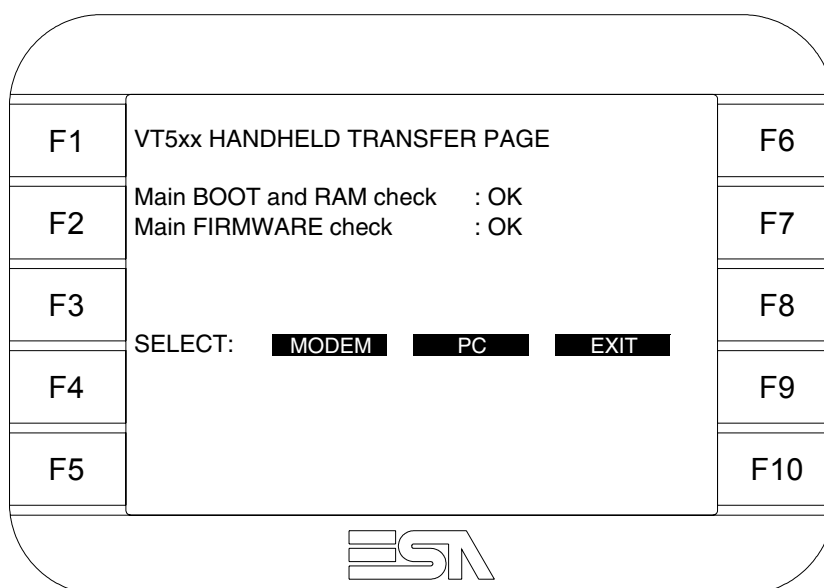 F1
F2
F3
F4
F5
VT5xx HANDHELD TRANSFER PAGE
Main BOOT and RAM check : OK
Main FIRMWARE check : OK
SELECT: MODEM PC EXIT
F6
F7
F8
F9
F10
ESA